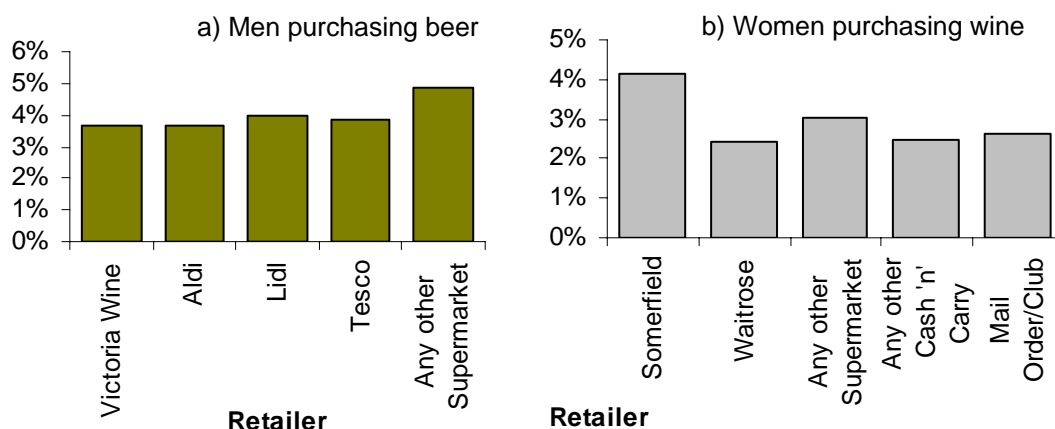 a) Men purchasing beer
6%
5%
4%
3%
2%
1%
0%
Victoria Wine
Aldi
Lidl
Tesco
Any other
Supermarket
Retailer
b) Women purchasing wine
5%
4%
3%
2%
1%
0%
Somerfield
Waitrose
Any other
Supermarket
Any other
Cash 'n'
Carry
Mail
Order/Club
Retailer